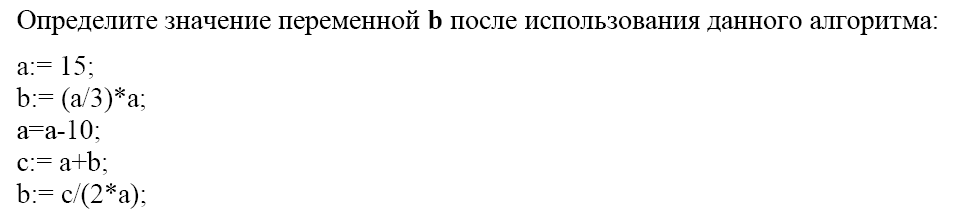 Определите значение переменной b после использования данного алгоритма:
a:= 15;
b:= (a/3)*a;
a=a-10;
c:= a+b;
b:= c/(2*a);